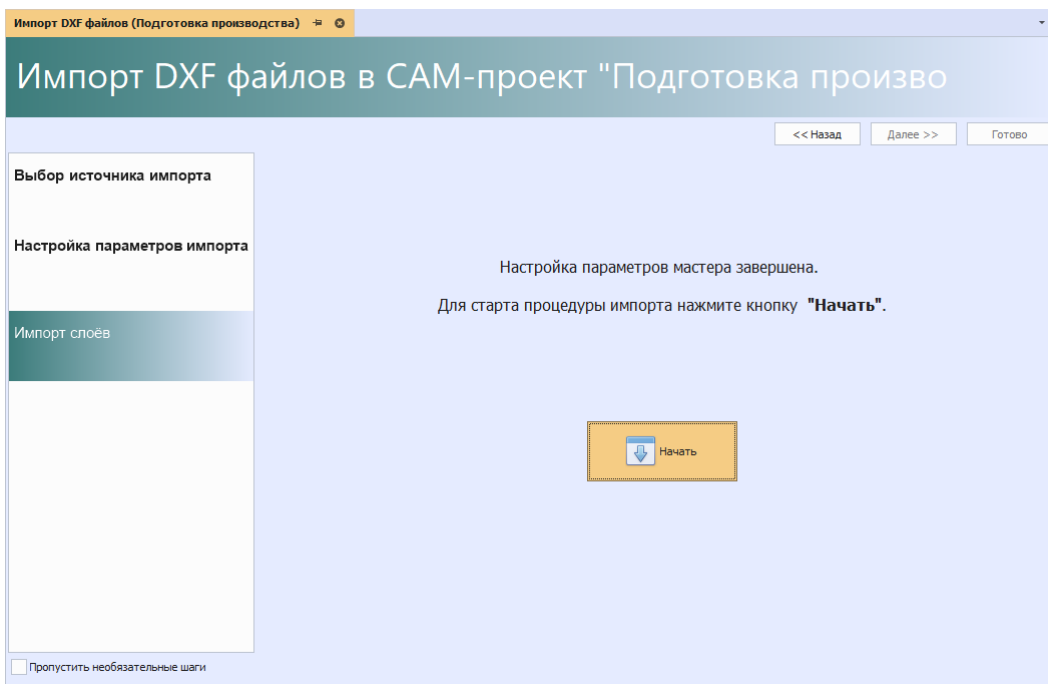 Импорт DXF файлов (Подготовка производства)
Импорт DXF файлов в CAM-проект "Подготовка произво
<< Назад
Далее >>
Готово
Выбор источника импорта
Настройка параметров импорта
Импорт слоёв
Настройка параметров мастера завершена.
Для старта процедуры импорта нажмите кнопку "Начать".
Начать
Пропустить необязательные шаги